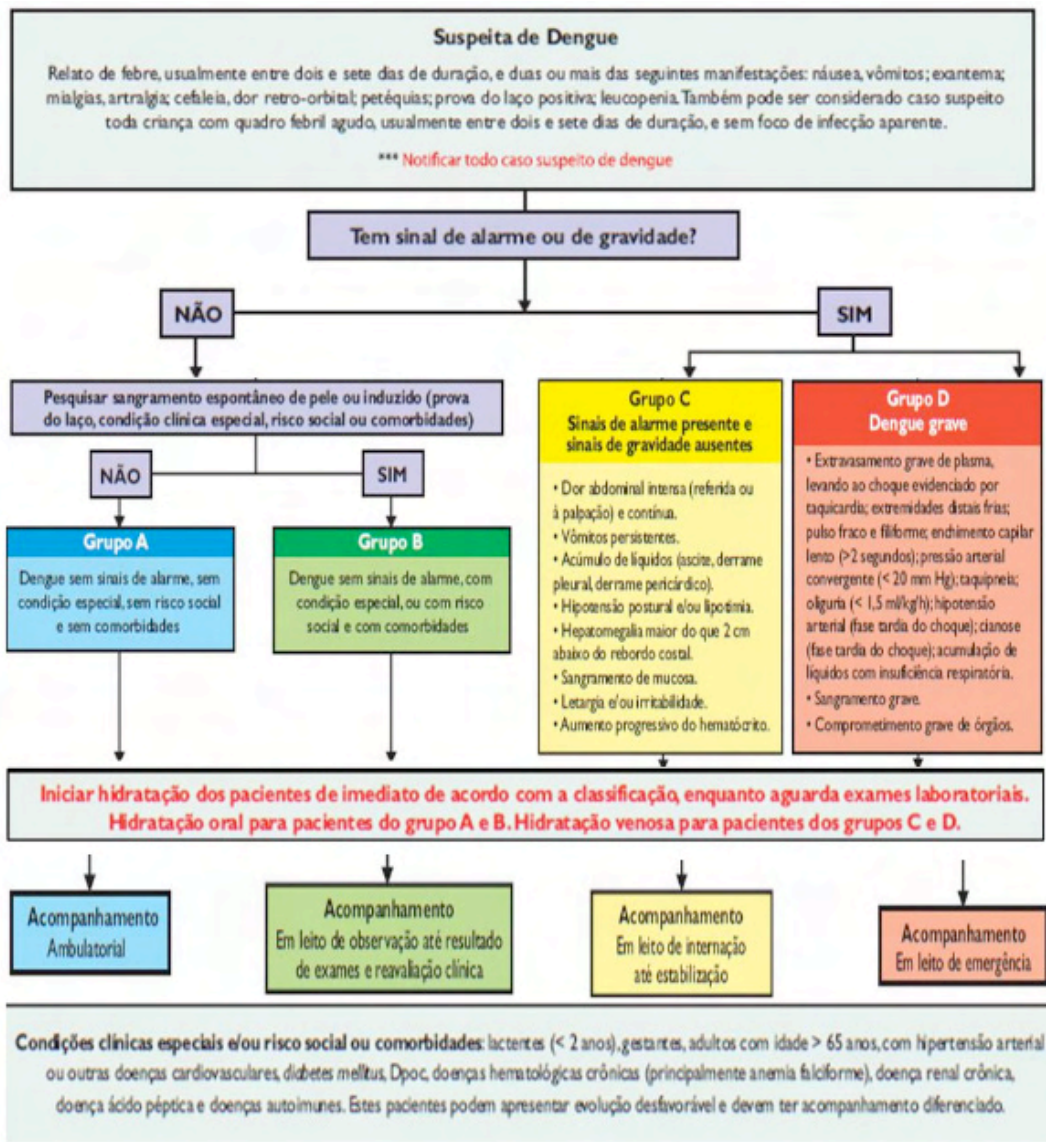 Suspeita de Dengue
Relato de febre, usualmente entre dois e sete dias de duração, e duas ou mais das seguintes manifestações: náusea, vômitos; exantema;
mialgias, artralgia; cefaleia, dor retro-orbital; petéquias; prova do laço positiva; leucopenia. Também pode ser considerado caso suspeito
toda criança com quadro febril agudo, usualmente entre dois e sete dias de duração, e sem foco de infecção aparente.
*** Notificar todo caso suspeito de dengue
Tem sinal de alarme ou de gravidade?
NÃO
SIM
Pesquisar sangramento espontâneo de pele ou induzido (prova
do laço, condição clínica especial, risco social ou comorbidades)
NÃO
SIM
Grupo A
Dengue sem sinais de alarme, sem
condição especial, sem risco social
e sem comorbidades
Grupo B
Dengue sem sinais de alarme, com
condição especial, ou com risco
social e com comorbidades
Grupo C
Sinais de alarme presente e
sinais de gravidade ausentes
• Dor abdominal intensa (referida ou
à palpação) e contínua.
• Vômitos persistentes.
• Acúmulo de líquidos (ascite, derrame
pleural, derrame pericárdico).
• Hipotensão postural e/ou lipotimia.
• Hepatomegalia maior do que 2 cm
abaixo do rebordo costal.
• Sangramento de mucosa.
• Letargia e/ou irritabilidade.
• Aumento progressivo do hematócrito.
Grupo D
Dengue grave
• Extravasamento grave de plasma,
levando ao choque evidenciado por
taquicardia; extremidades distais frias;
pulso fraco e filiforme; enchimento capilar
lento (>2 segundos); pressão arterial
convergente (< 20 mm Hg); taquipneia;
oliguria (< 1,5 ml/kg/h); hipotensão
arterial (fase tardia do choque); cianose
(fase tardia do choque); acumulação de
líquidos com insuficiência respiratória.
• Sangramento grave.
• Comprometimento grave de órgãos.
Iniciar hidratação dos pacientes de imediato de acordo com a classificação, enquanto aguarda exames laboratoriais.
Hidratação oral para pacientes do grupo A e B. Hidratação venosa para pacientes dos grupos C e D.
Acompanhamento
Ambulatorial
Acompanhamento
Em leito de observação até resultado
de exames e reavaliação clínica
Acompanhamento
Em leito de internação
até estabilização
Acompanhamento
Em leito de emergência
Condições clínicas especiais e/ou risco social ou comorbidades: lactentes (< 2 anos), gestantes, adultos com idade > 65 anos, com hipertensão arterial
ou outras doenças cardiovasculares, diabetes mellitus, Dpoc, doenças hematológicas crônicas (principalmente anemia falciforme), doença renal crônica,
doença ácido péptica e doenças autoimunes. Estes pacientes podem apresentar evolução desfavorável e devem ter acompanhamento diferenciado.